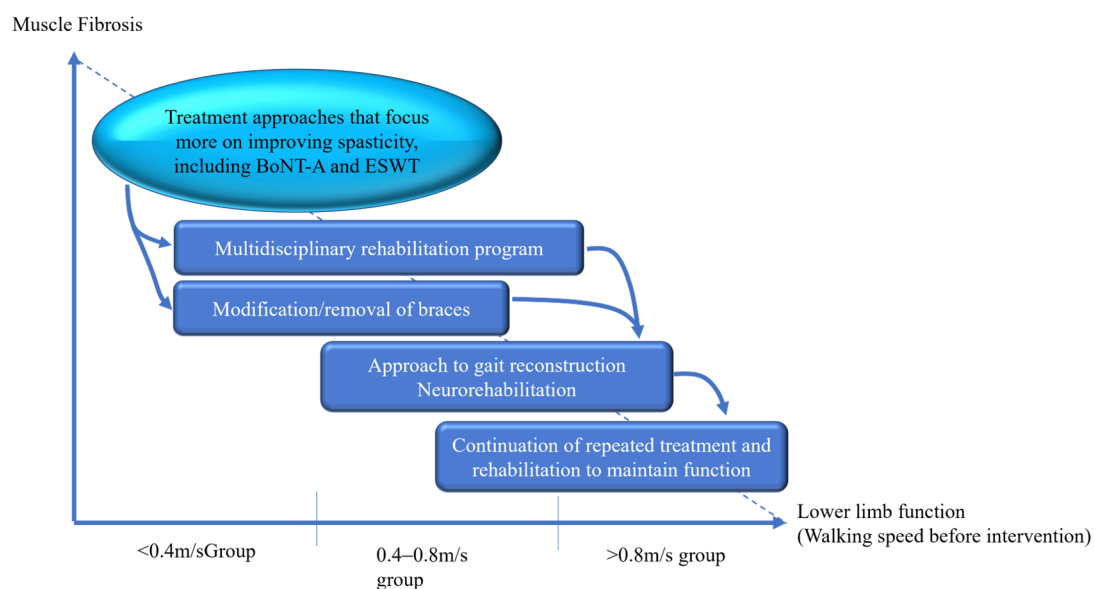 Muscle Fibrosis
Treatment approaches that focus
more on improving spasticity,
including BoNT-A and ESWT
Multidisciplinary rehabilitation program
Modification/removal of braces
Approach to gait reconstruction
Neurorehabilitation
Continuation of repeated treatment and
rehabilitation to maintain function
Lower limb function
(Walking speed before intervention)
<0.4m/sGroup
0.4–0.8m/s
group
>0.8m/s group